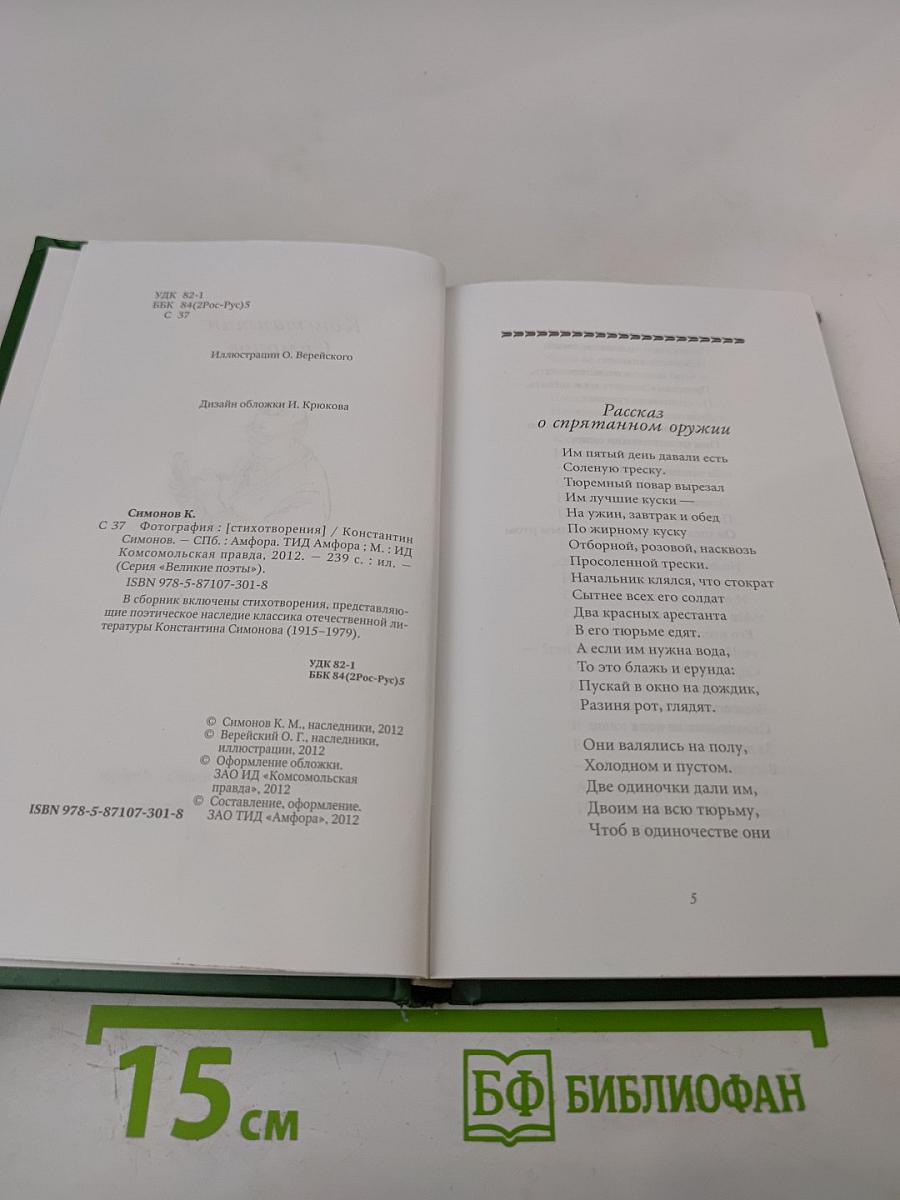 УДК 82-1
ББК 84(2Рос-Рус)5
С 37
Иллюстрации О. Верейского
Дизайн обложки И. Крюкова
Симонов К.
С 37 Фотография : [стихотворения] / Константин
Симонов. — СПб. : Амфора. ТИД Амфора ; М. : ИД
Комсомольская правда, 2012. — 239 с. : ил. —
(Серия «Великие поэты»).
ISBN 978-5-87107-301-8
В сборник включены стихотворения, представляю-
щие поэтическое наследие классика отечественной ли-
тературы Константина Симонова (1915–1979).
УДК 82-1
ББК 84(2Рос-Рус)5
© Симонов К. М., наследники, 2012
© Верейский О. Г., наследники,
иллюстрации, 2012
© Оформление обложки.
ЗАО ИД «Комсомольская
правда», 2012
© Составление, оформление.
ЗАО ТИД «Амфора», 2012
ISBN 978-5-87107-301-8
Рассказ
о спрятанном оружии
Им пятый день давали есть
Соленую треску.
Тюремный повар вырезал
Им лучшие куски —
На ужин, завтрак и обед
По жирному куску
Отборной, розовой, насквозь
Просоленной трески.
Начальник клялся, что стократ
Сытнее всех его солдат
Два красных арестанта
В его тюрьме едят.
А если им нужна вода,
То это блажь и ерунда:
Пускай в окно на дождик,
Разиня рот, глядят.
Они валялись на полу,
Холодном и пустом.
Две одиночки дали им,
Двоим на всю тюрьму,
Чтоб в одиночестве они
5
15 см
БФ БИБЛИОФАН